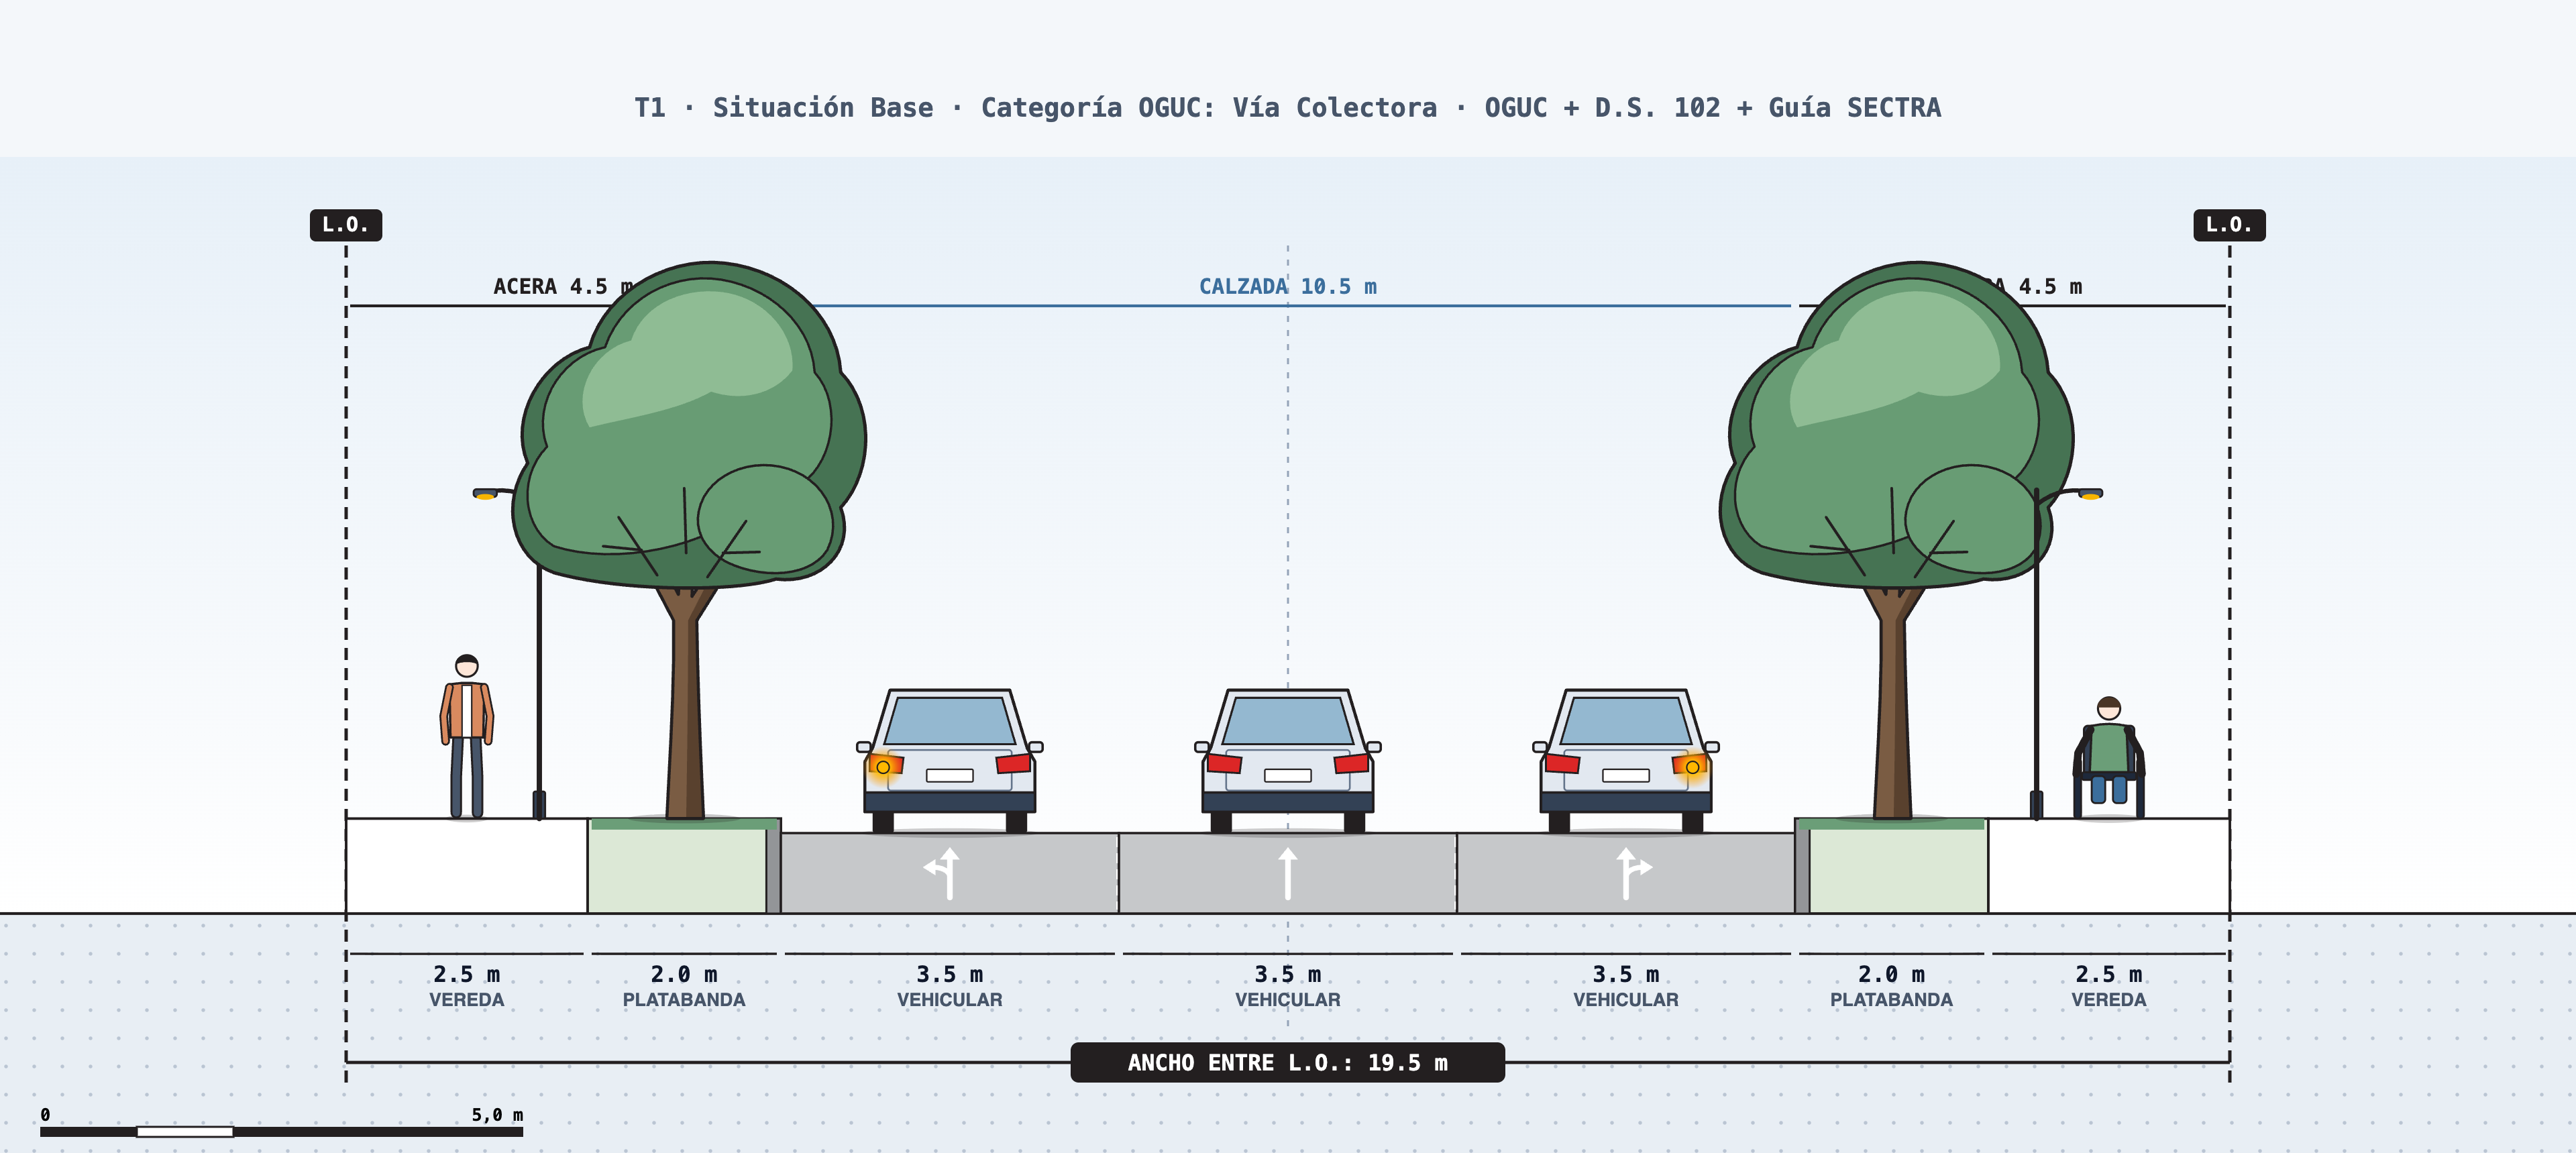 T1 · Situación Base · Categoría OGUC: Vía Colectora · OGUC + D.S. 102 + Guía SECTRA
L.O.
L.O.
ACERA 4.5 m
CALZADA 10.5 m
4.5 m
2.5 m
VEREDA
2.0 m
PLATABANDA
3.5 m
VEHICULAR
3.5 m
VEHICULAR
3.5 m
VEHICULAR
2.0 m
PLATABANDA
2.5 m
VEREDA
ANCHO ENTRE L.O.: 19.5 m
0
5,0 m